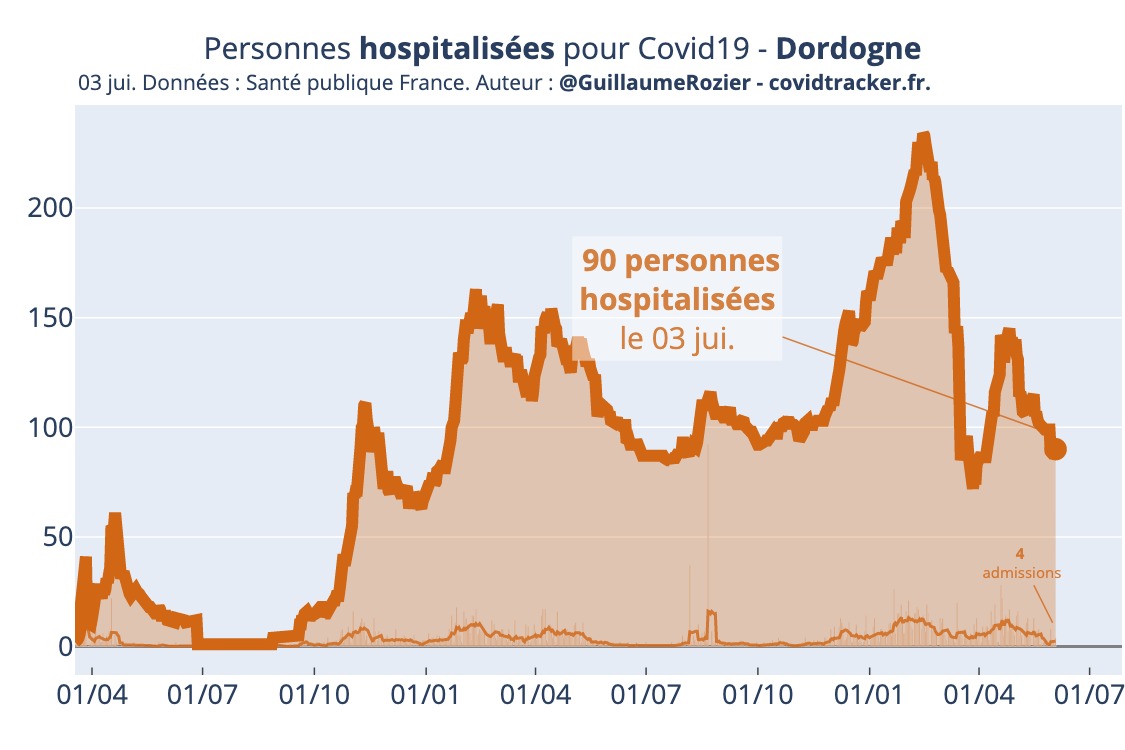 Personnes hospitalisées pour Covid19 - Dordogne
03 jui. Données : Santé publique France. Auteur : @GuillaumeRozier - covidtracker.fr.
200
150
100
50
0
90 personnes
hospitalisées
le 03 jui.
4
admissions
01/04 01/07 01/10 01/01 01/04 01/07 01/10 01/01 01/04 01/07